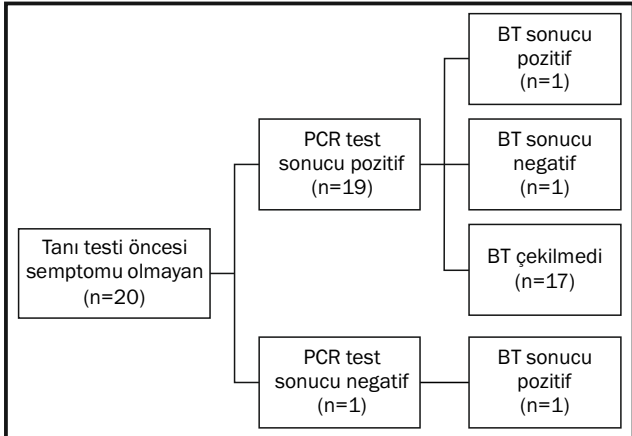 Tanı testi öncesi
semptomu olmayan
(n=20)
PCR test
sonucu pozitif
(n=19)
BT sonucu
pozitif
(n=1)
BT sonucu
negatif
(n=1)
BT çekilmedi
(n=17)
PCR test
sonucu negatif
(n=1)
BT sonucu
pozitif
(n=1)